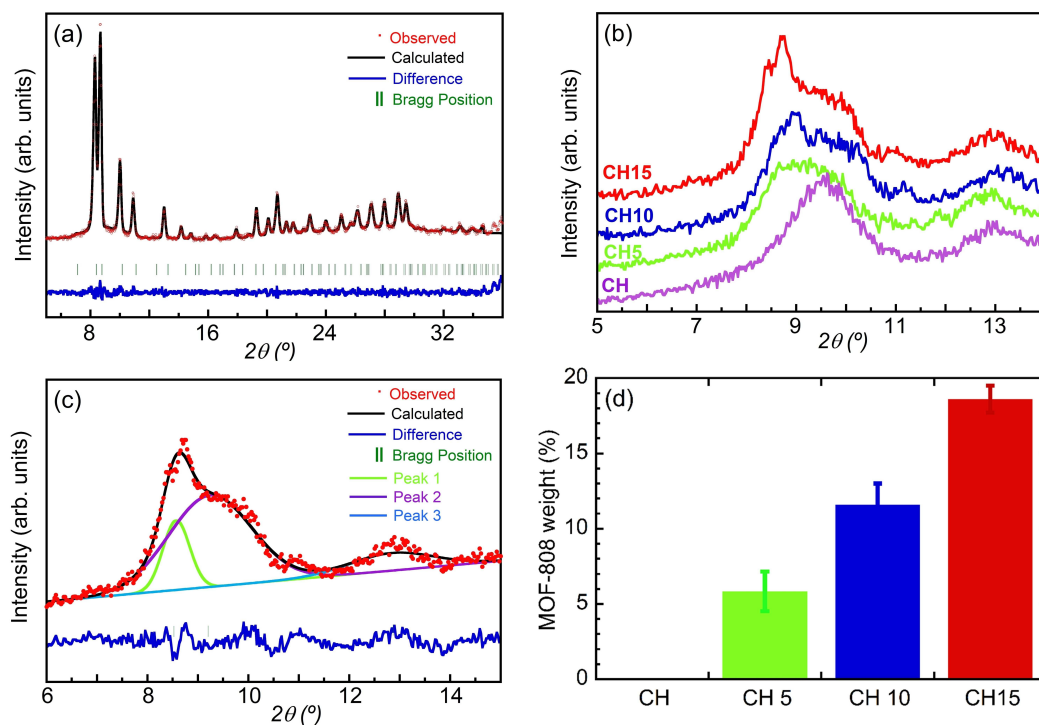 (a)
Observed
Calculated
Difference
Bragg Position
Intensity (arb. units)
8 16 24 32
2θ (º)
(b)
CH15
CH10
CH5
CH
Intensity (arb. units)
5 7 9 11 13
2θ (º)
(c)
Observed
Calculated
Difference
Bragg Position
Peak 1
Peak 2
Peak 3
Intensity (arb. units)
6 8 10 12 14
2θ (º)
(d)
MOF-808 weight (%)
20
15
10
5
0
CH CH 5 CH 10 CH15